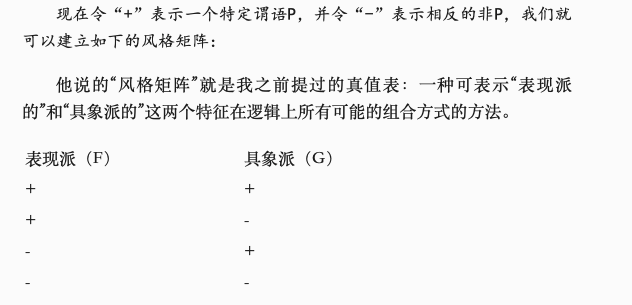 现在令“+”表示一个特定谓语P，并令“−”表示相反的非P，我们就
可以建立如下的风格矩阵：
他说的“风格矩阵”就是我之前提过的真值表：一种可表示“表现派
的”和“具象派的”这两个特征在逻辑上所有可能的组合方式的方法。
表现派（F） 具象派（G）
+ +
+ -
- +
- -